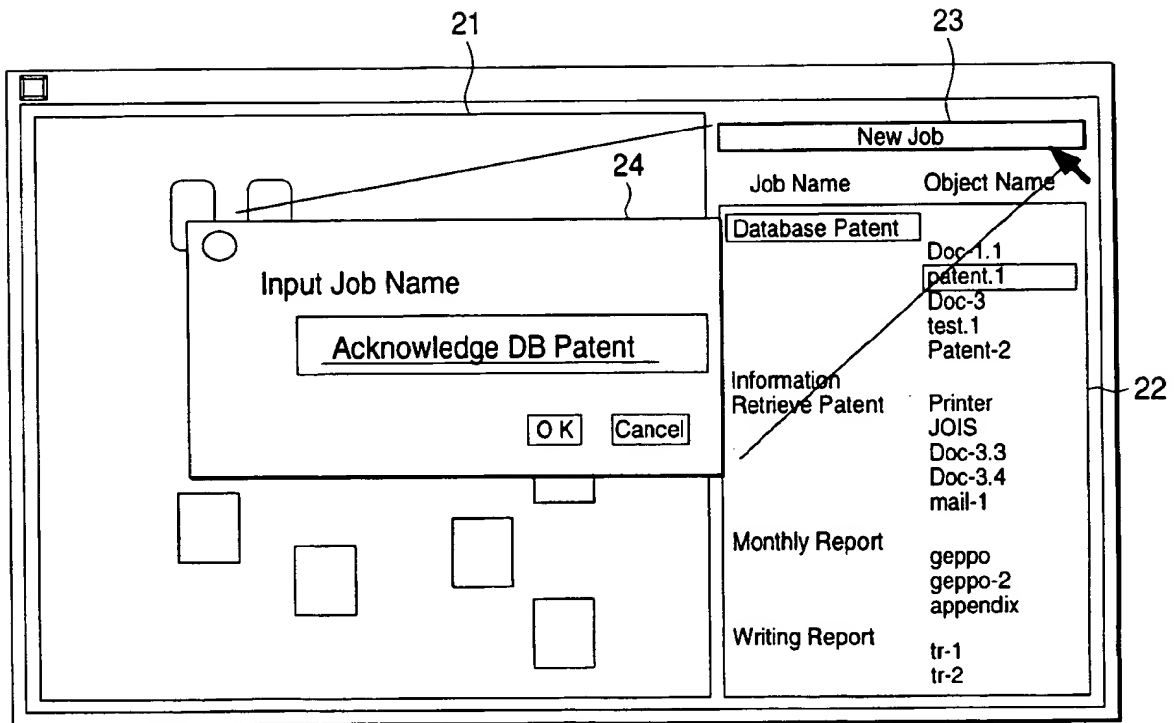 21
23
New Job
24
Job Name
Object Name
Database Patent
Doc-1.1
Input Job Name
patent.1
Doc-3
test.1
Acknowledge DB Patent
Patent-2
Information
Retrieve Patent
Printer
22
JOIS
OK
Cancel
Doc-3.3
Doc-3.4
mail-1
Monthly Report
geppo
geppo-2
appendix
Writing Report
tr-1
tr-2